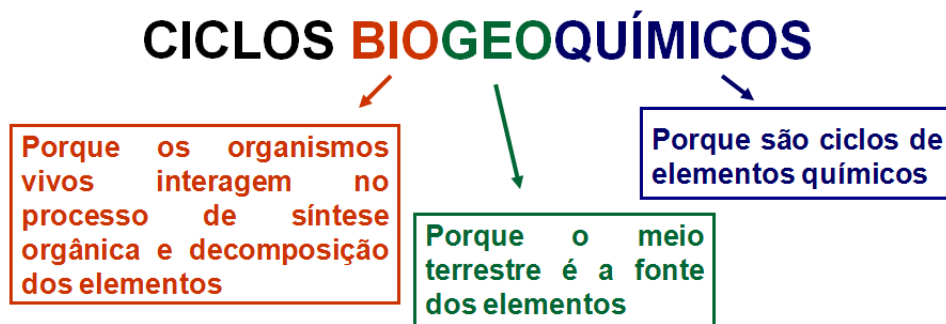 CICLOS BIOGEOQUÍMICOS
Porque os organismos
vivos interagem no
processo de síntese
orgânica e decomposição
dos elementos
Porque o meio
terrestre é a fonte
dos elementos
Porque são ciclos de
elementos químicos